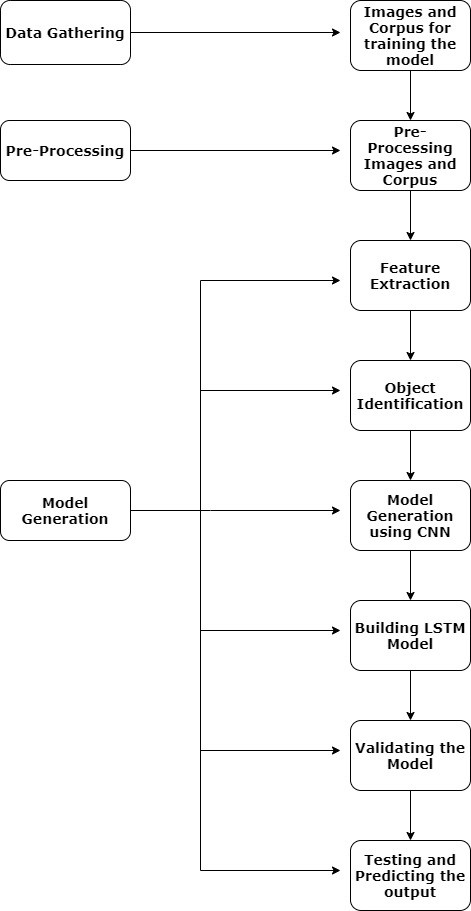 Data Gathering
Images and
Corpus for
training the
model
Pre-Processing
Pre-
Processing
Images and
Corpus
Feature
Extraction
Object
Identification
Model
Generation
Model
Generation
using CNN
Building LSTM
Model
Validating the
Model
Testing and
Predicting the
output